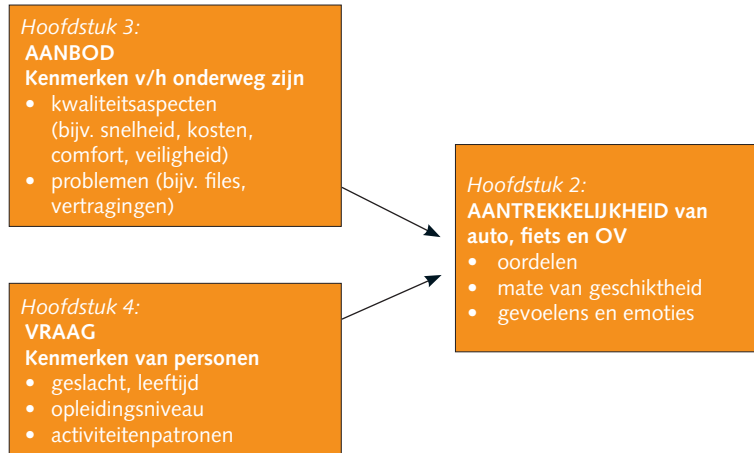 Hoofdstuk 3:
AANBOD
Kenmerken v/h onderweg zijn
• kwaliteitsaspecten
(bijv. snelheid, kosten,
comfort, veiligheid)
• problemen (bijv. files,
vertragingen)
Hoofdstuk 2:
AANTREKKELIJKHEID van
auto, fiets en OV
• oordelen
• mate van geschiktheid
• gevoelens en emoties
Hoofdstuk 4:
VRAAG
Kenmerken van personen
• geslacht, leeftijd
• opleidingsniveau
• activiteitenpatronen